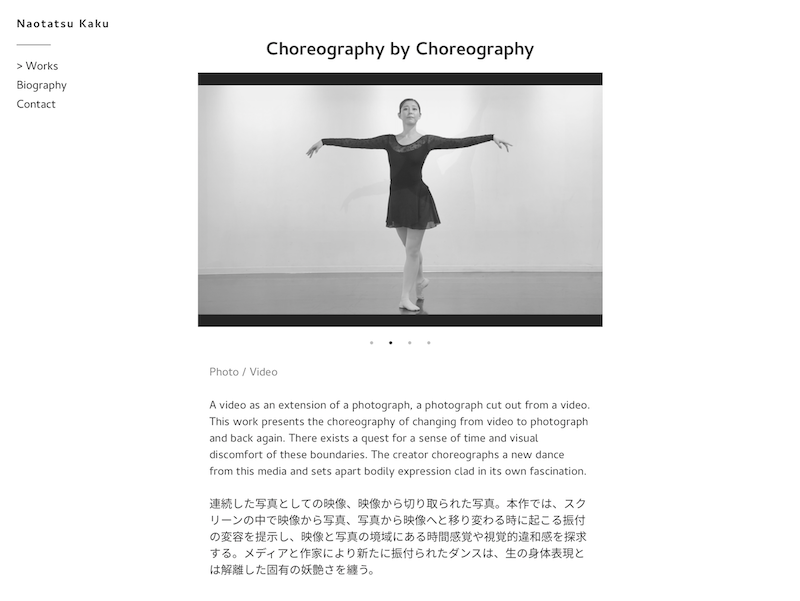 Naotatsu Kaku
> Works
Biography
Contact
Choreography by Choreography
Photo / Video
A video as an extension of a photograph, a photograph cut out from a video.
This work presents the choreography of changing from video to photograph
and back again. There exists a quest for a sense of time and visual
discomfort of these boundaries. The creator choreographs a new dance
from this media and sets apart bodily expression clad in its own fascination.
連続した写真としての映像、映像から切り取られた写真。本作では、スク
リーンの中で映像から写真、写真から映像へと移り変わる時に起こる振付
の変容を提示し、映像と写真の境域にある時間感覚や視覚的違和感を探求
する。メディアと作家により新たに振付られたダンスは、生の身体表現と
は解離した固有の妖艶さを纏う。